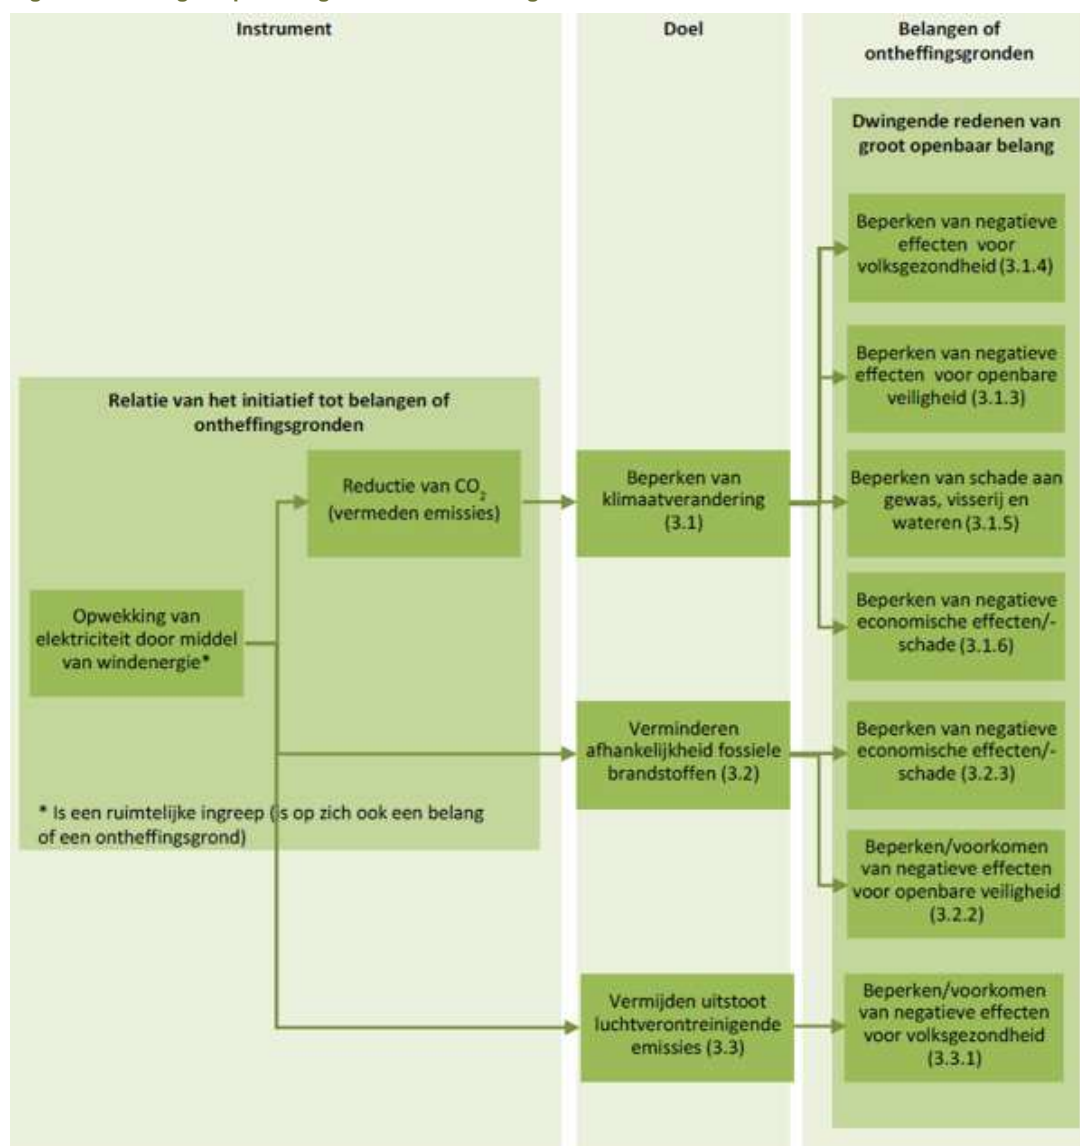 Instrument
Doel
Belangen of
ontheffingsgronden
Dwingende redenen van
groot openbaar belang
Beperken van negatieve
effecten voor
volksgezondheid (3.1.4)
Beperken van negatieve
effecten voor openbare
veiligheid (3.1.3)
Relatie van het initiatief tot belangen of
ontheffingsgronden
Reductie van CO₂
(vermeden emissies)
Beperken van
klimaatverandering
(3.1)
Beperken van schade aan
gewas, visserij en
wateren (3.1.5)
Opwekking van
elektriciteit door middel
van windenergie*
Beperken van negatieve
economische effecten/-
schade (3.1.6)
Verminderen
afhankelijkheid fossiele
brandstoffen (3.2)
Beperken van negatieve
economische effecten/-
schade (3.2.3)
* Is een ruimtelijke ingreep (is op zich ook een belang
of een ontheffingsgrond)
Beperken/voorkomen
van negatieve effecten
voor openbare veiligheid
(3.2.2)
Vermijden uitstoot
luchtverontreinigende
emissies (3.3)
Beperken/voorkomen
van negatieve effecten
voor volksgezondheid
(3.3.1)